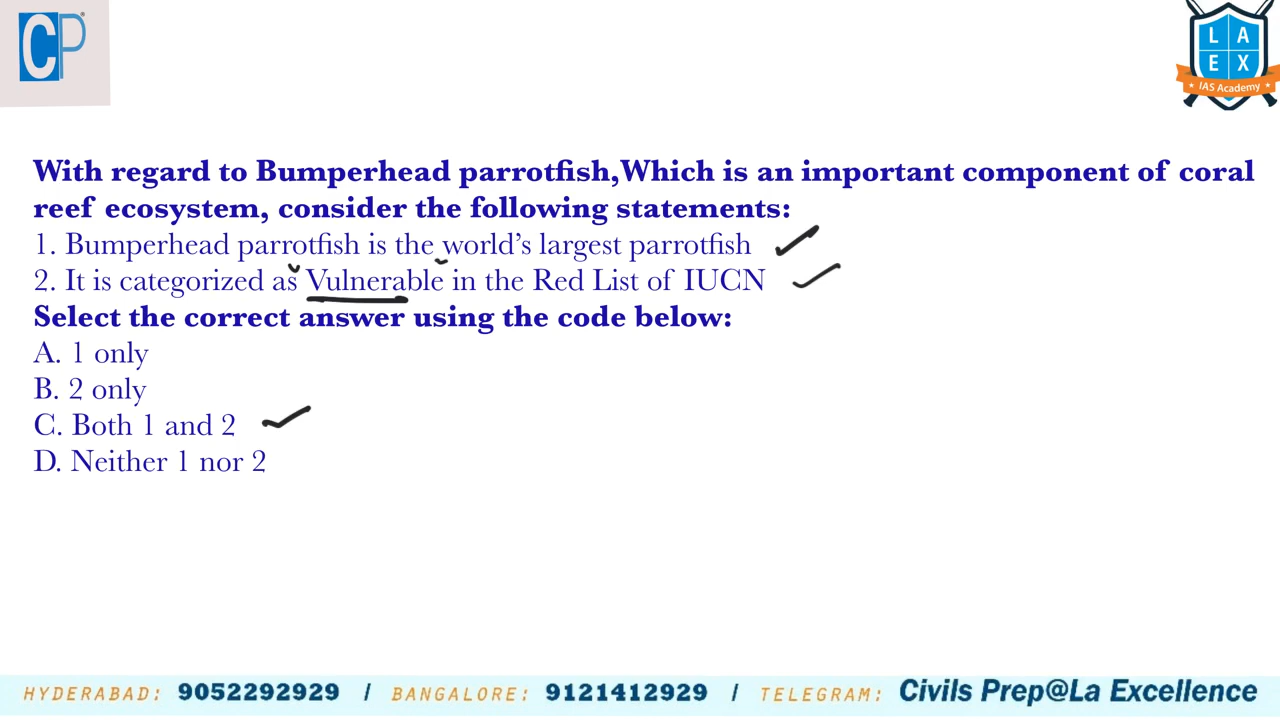 CP
L A
E X
IAS Academy
With regard to Bumperhead parrotfish,Which is an important component of coral
reef ecosystem, consider the following statements:
1. Bumperhead parrotfish is the world’s largest parrotfish
2. It is categorized as Vulnerable in the Red List of IUCN
Select the correct answer using the code below:
A. 1 only
B. 2 only
C. Both 1 and 2
D. Neither 1 nor 2
HYDERABAD: 9052292929 / BANGALORE: 9121412929 / TELEGRAM: Civils Prep@La Excellence